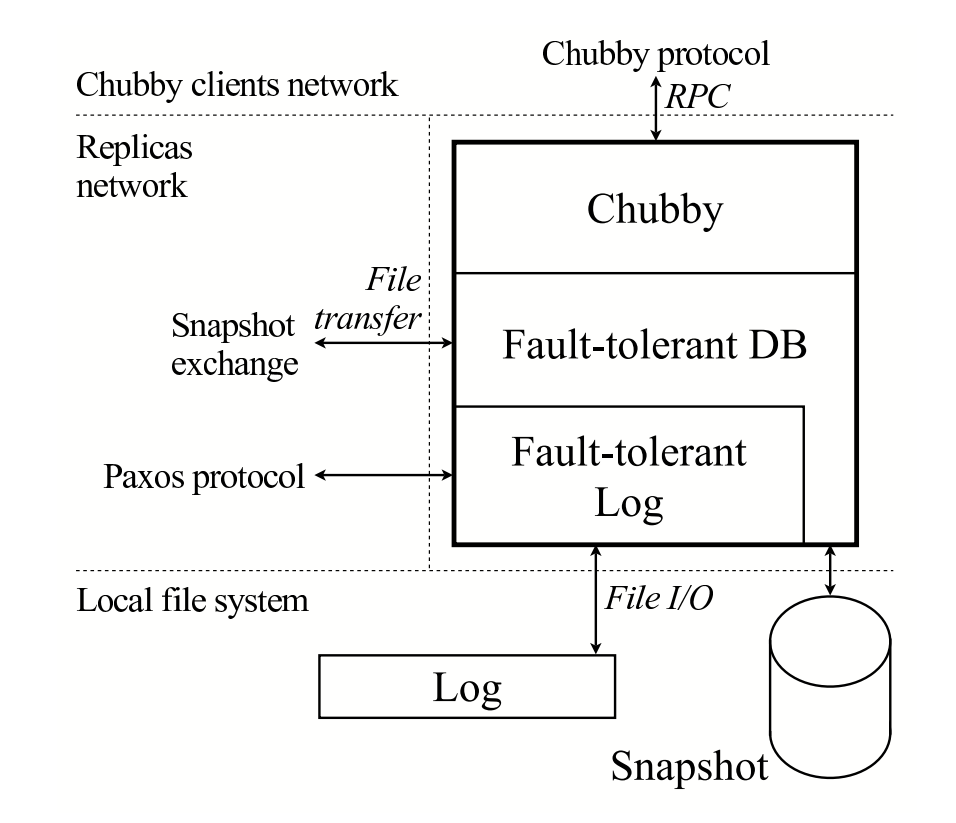 Chubby protocol
Chubby clients network
RPC
Replicas
network
Chubby
File
transfer
Snapshot
exchange
Fault-tolerant DB
Fault-tolerant
Log
Paxos protocol
Local file system
File I/O
Log
Snapshot